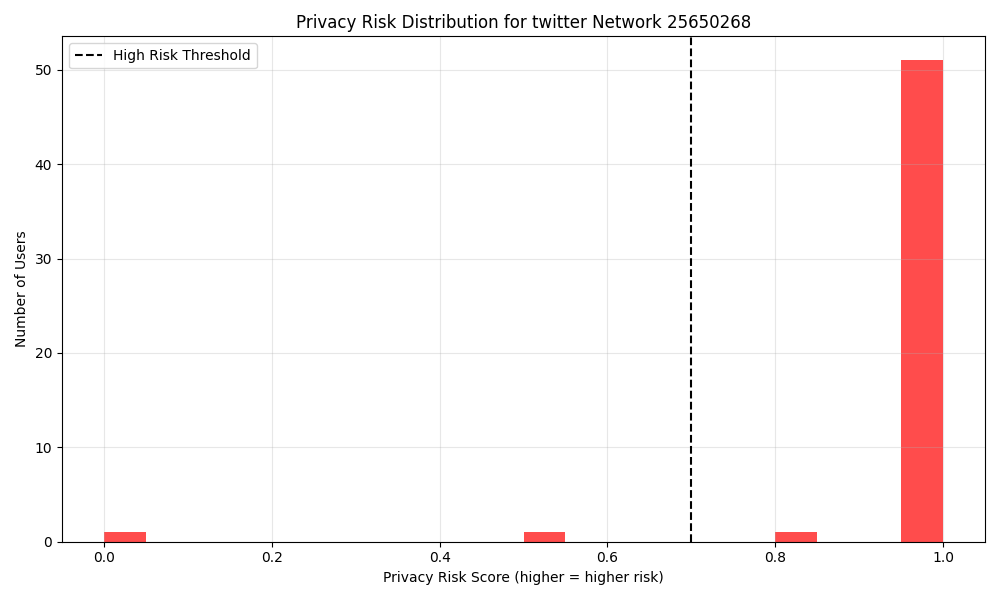 Privacy Risk Distribution for twitter Network 25650268
High Risk Threshold
Number of Users
50
40
30
20
10
0
0.0 0.2 0.4 0.6 0.8 1.0
Privacy Risk Score (higher = higher risk)